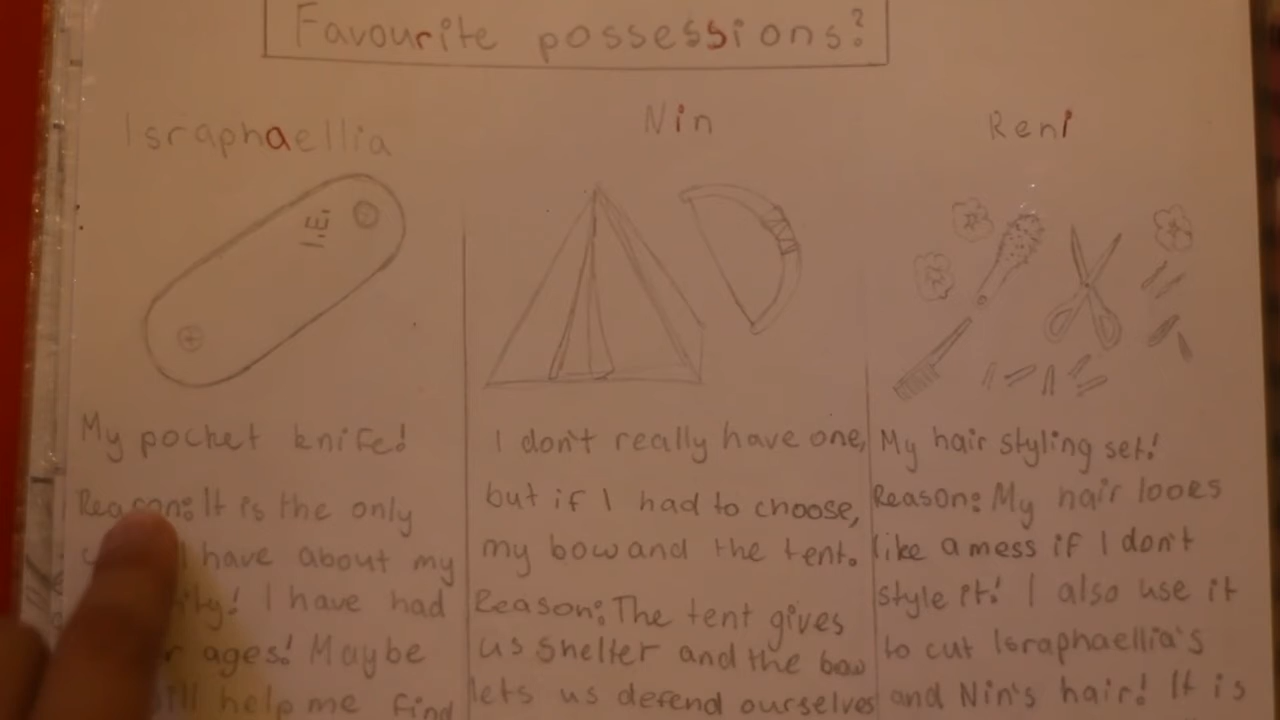 Favourite possessions?
Israphaellia
Nin
Reni
I.E.
My pocket knife!
Reason: It is the only
have about my
! I have had
ages! Maybe
help me find
I don't really have one,
but if I had to choose,
my bow and the tent.
Reason: The tent gives
us shelter and the bow
lets us defend ourselves
My hair styling set!
Reason: My hair looes
like a mess if I don't
style it! I also use it
to cut Israphaellia's
and Nin's hair! It is